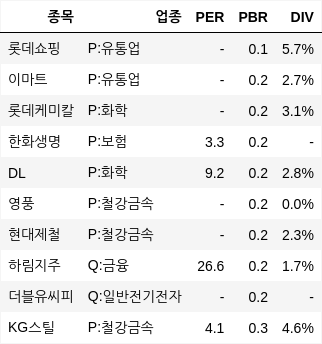 종목 업종 PER PBR DIV
롯데쇼핑 P:유통업 - 0.1 5.7%
이마트 P:유통업 - 0.2 2.7%
롯데케미칼 P:화학 - 0.2 3.1%
한화생명 P:보험 3.3 0.2 -
DL P:화학 9.2 0.2 2.8%
영풍 P:철강금속 - 0.2 0.0%
현대제철 P:철강금속 - 0.2 2.3%
하림지주 Q:금융 26.6 0.2 1.7%
더블유씨피 Q:일반전기전자 - 0.2 -
KG스틸 P:철강금속 4.1 0.3 4.6%